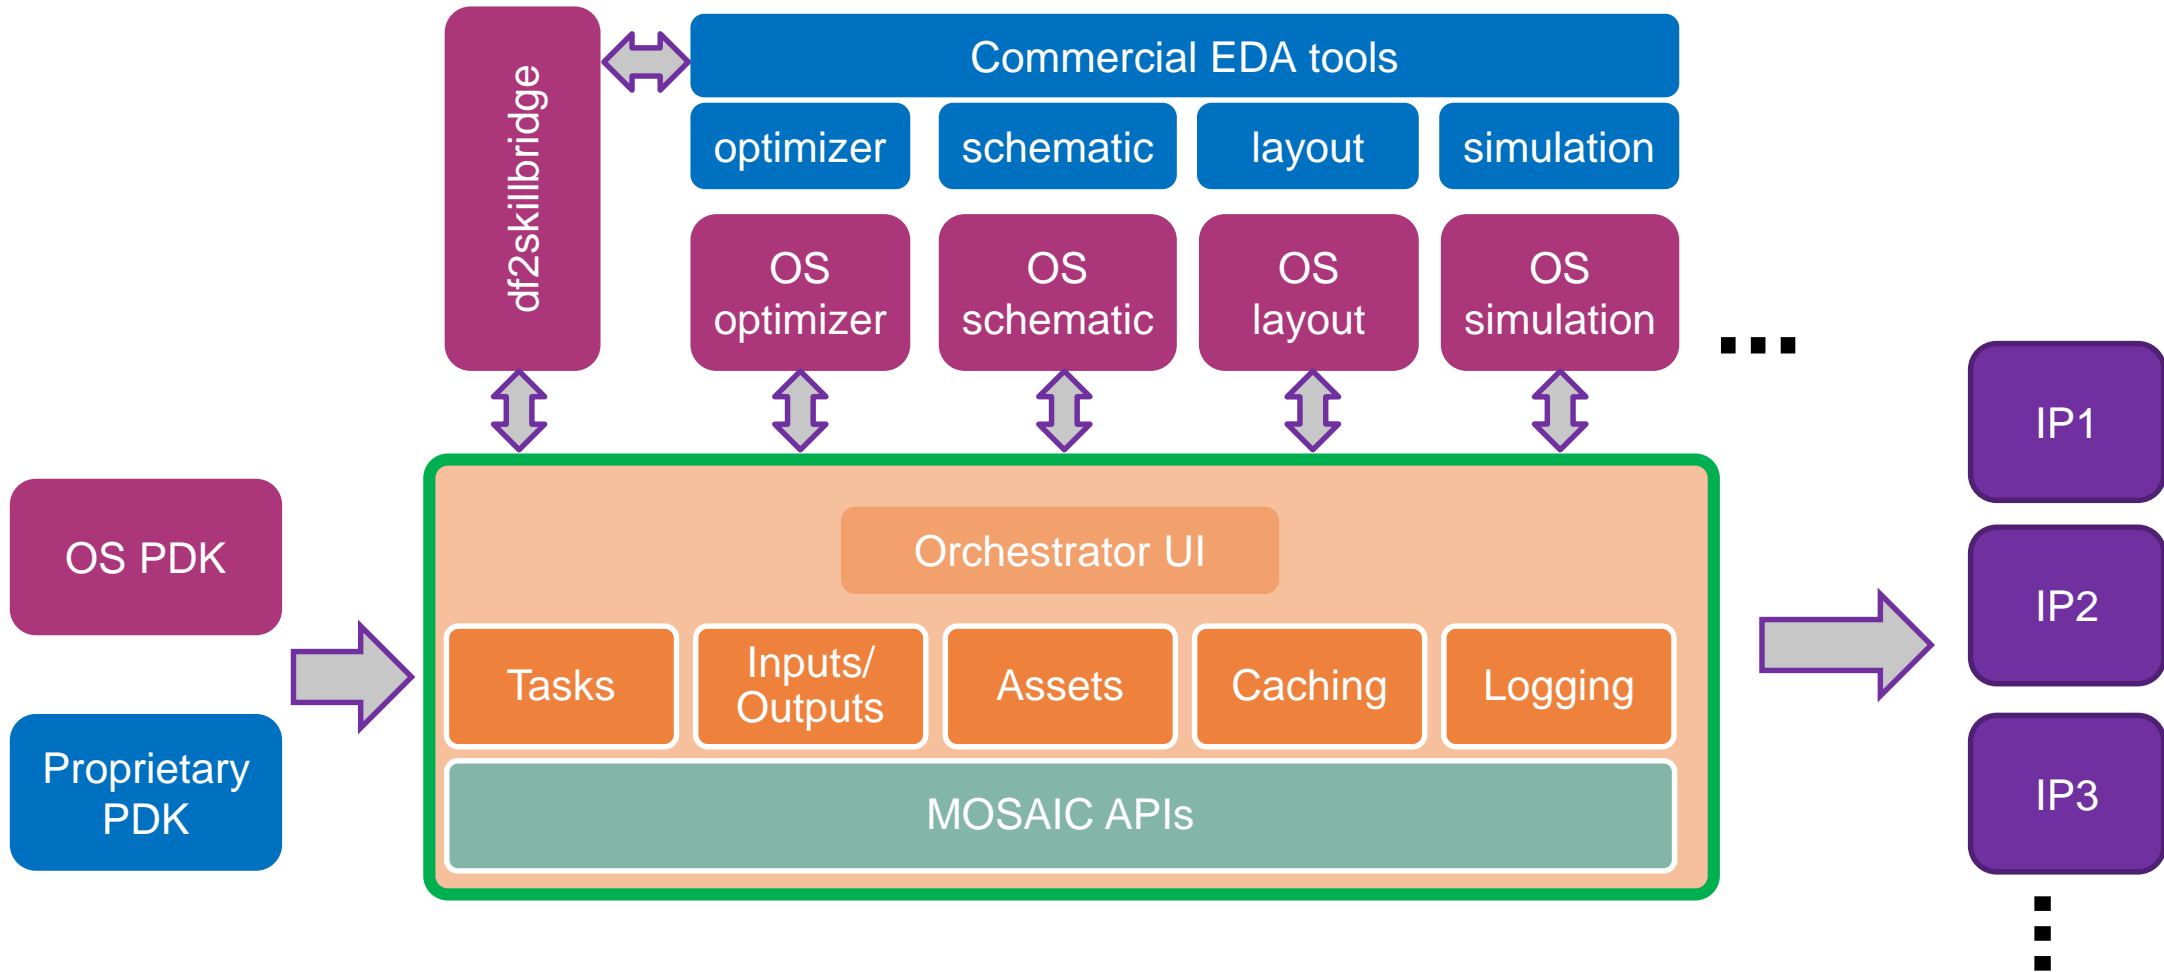 df2skillbridge
Commercial EDA tools
optimizer
schematic
layout
simulation
OS
optimizer
OS
schematic
OS
layout
OS
simulation
OS PDK
Proprietary
PDK
Orchestrator UI
Tasks
Inputs/
Outputs
Assets
Caching
Logging
MOSAIC APIs
IP1
IP2
IP3